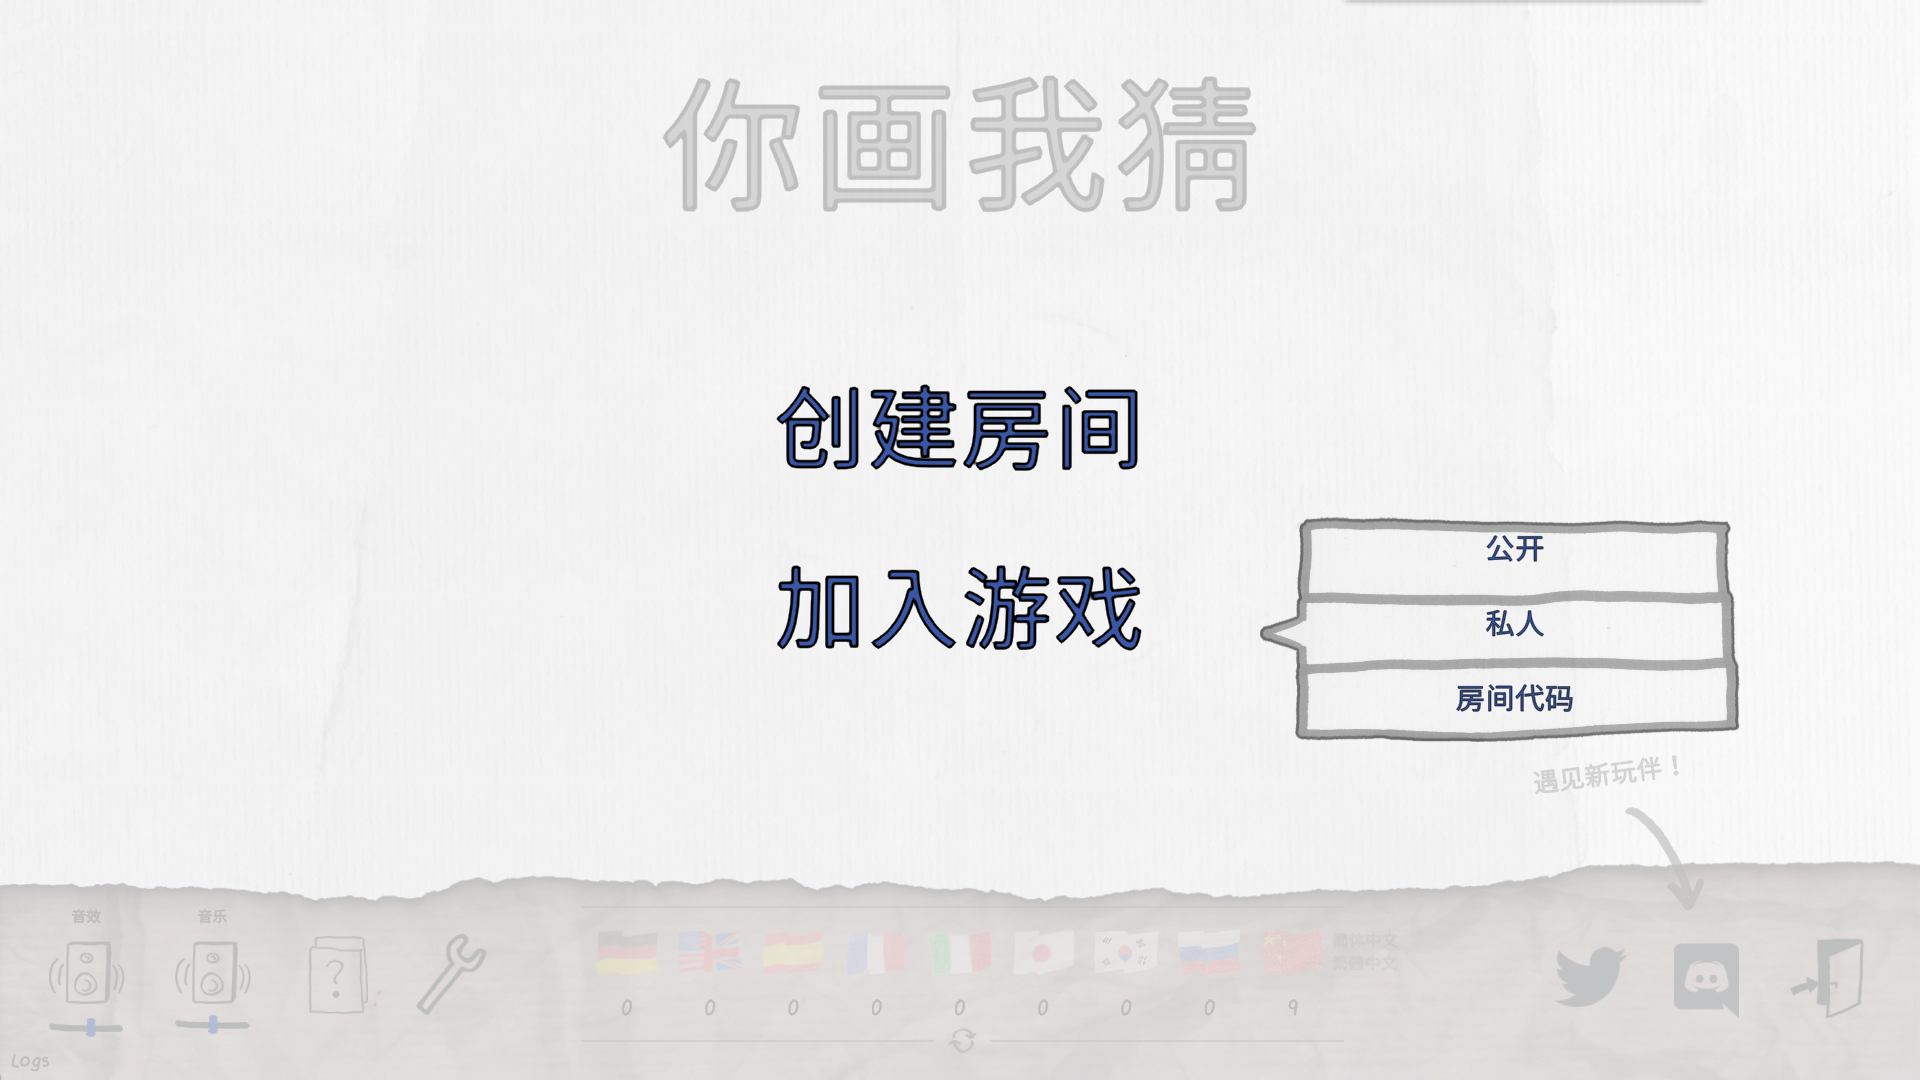 你画我猜
创建房间
加入游戏
公开
私人
房间代码
遇见新玩伴！
音效
音乐
?
简体中文
繁體中文
0 0 0 0 0 0 0 0 9
Logs